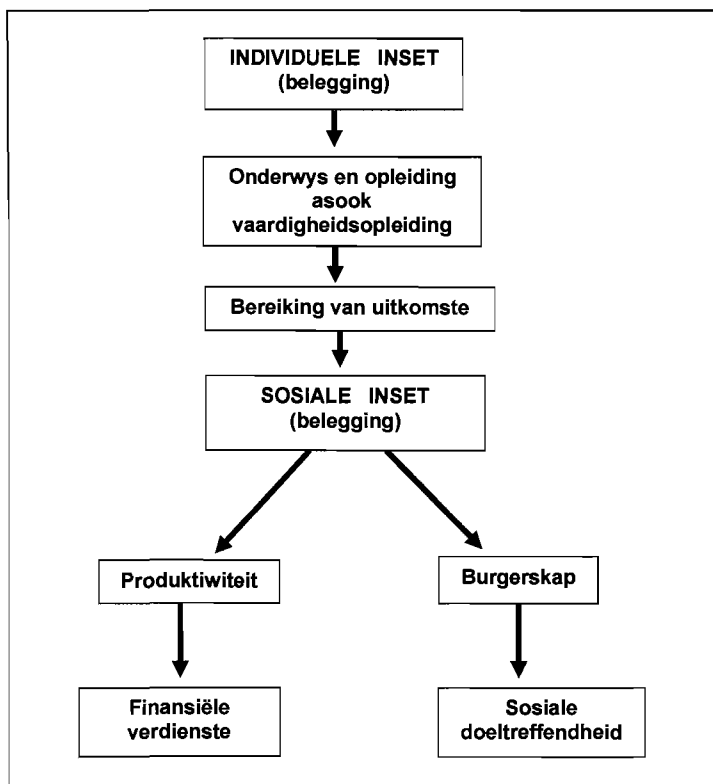 INDIVIDUELE INSET
(belegging)
Onderwys en opleiding
asook
vaardigheidsopleiding
Bereiking van uitkomste
SOSIALE INSET
(belegging)
Produktiwiteit
Burgerskap
Finansiële
verdienste
Sosiale
doeltreffendheid